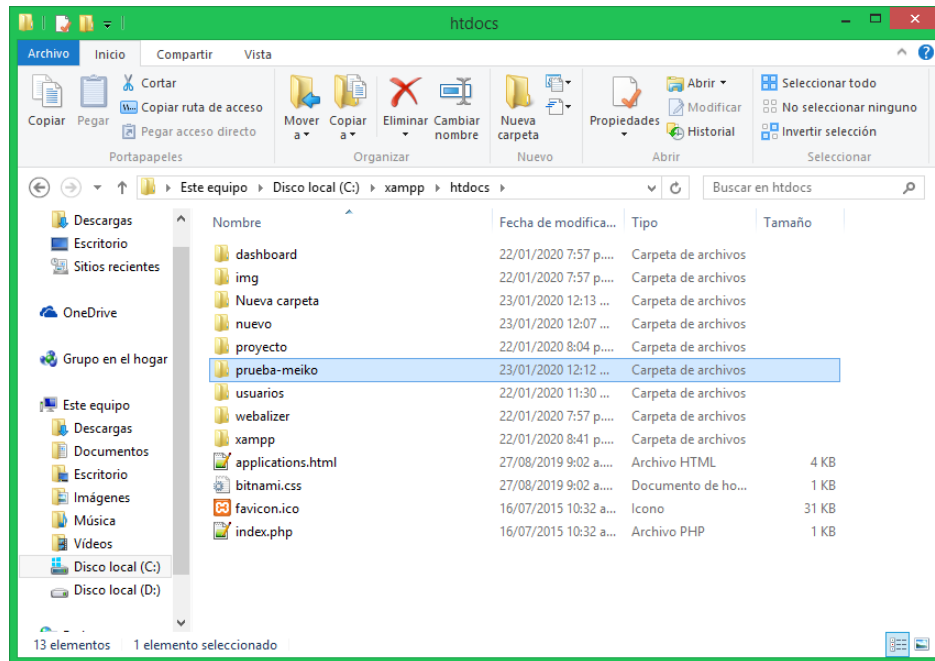 htdocs
Archivo Inicio Compartir Vista
Copiar Pegar Cortar
Copiar ruta de acceso
Pegar acceso directo
Mover a Copiar a Eliminar Cambiar nombre
Nueva carpeta
Propiedades Abrir
Modificar
Historial
Seleccionar todo
No seleccionar ninguno
Invertir selección
Portapapeles Organizar Nuevo Abrir Seleccionar
Este equipo Disco local (C:) xampp htdocs Buscar en htdocs
Descargas
Escritorio
Sitios recientes
OneDrive
Grupo en el hogar
Este equipo
Descargas
Documentos
Escritorio
Imágenes
Música
Vídeos
Disco local (C:)
Disco local (D:)
Nombre Fecha de modifica... Tipo Tamaño
dashboard 22/01/2020 7:57 p.... Carpeta de archivos
img 22/01/2020 7:57 p.... Carpeta de archivos
Nueva carpeta 23/01/2020 12:13 ... Carpeta de archivos
nuevo 23/01/2020 12:07 ... Carpeta de archivos
proyecto 22/01/2020 8:04 p.... Carpeta de archivos
prueba-meiko 23/01/2020 12:12 ... Carpeta de archivos
usuarios 22/01/2020 11:30 ... Carpeta de archivos
webalizer 22/01/2020 7:57 p.... Carpeta de archivos
xampp 22/01/2020 8:41 p.... Carpeta de archivos
applications.html 27/08/2019 9:02 a.... Archivo HTML 4 KB
bitnami.css 27/08/2019 9:02 a.... Documento de ho... 1 KB
favicon.ico 16/07/2015 10:32 a... Icono 31 KB
index.php 16/07/2015 10:32 a... Archivo PHP 1 KB
13 elementos 1 elemento seleccionado